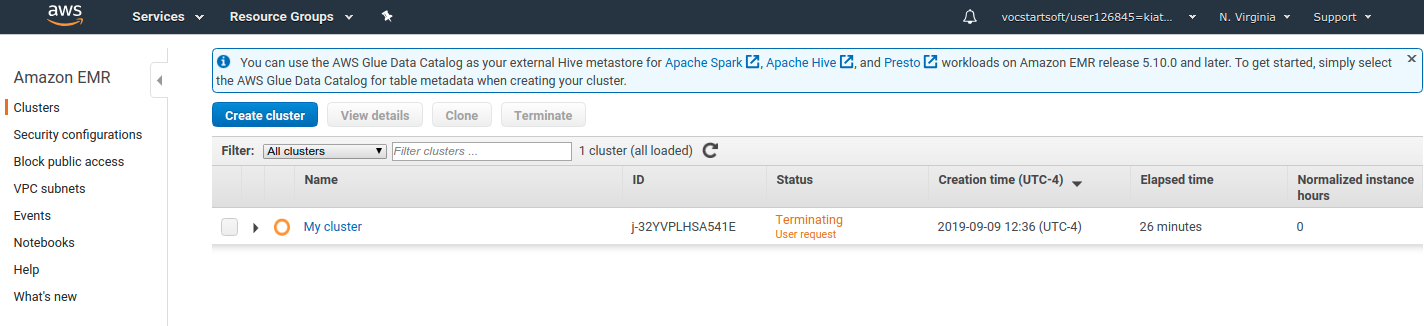 aws
Services
Resource Groups
vocstartsoft/user126845=kiat...
N. Virginia
Support
Amazon EMR
Clusters
Security configurations
Block public access
VPC subnets
Events
Notebooks
Help
What's new
You can use the AWS Glue Data Catalog as your external Hive metastore for Apache Spark, Apache Hive, and Presto workloads on Amazon EMR release 5.10.0 and later. To get started, simply select
the AWS Glue Data Catalog for table metadata when creating your cluster.
Create cluster
View details
Clone
Terminate
Filter: All clusters Filter clusters ... 1 cluster (all loaded)
Name ID Status Creation time (UTC-4) Elapsed time Normalized instance
hours
My cluster j-32YVPLHSA541E Terminating 2019-09-09 12:36 (UTC-4) 26 minutes 0
User request